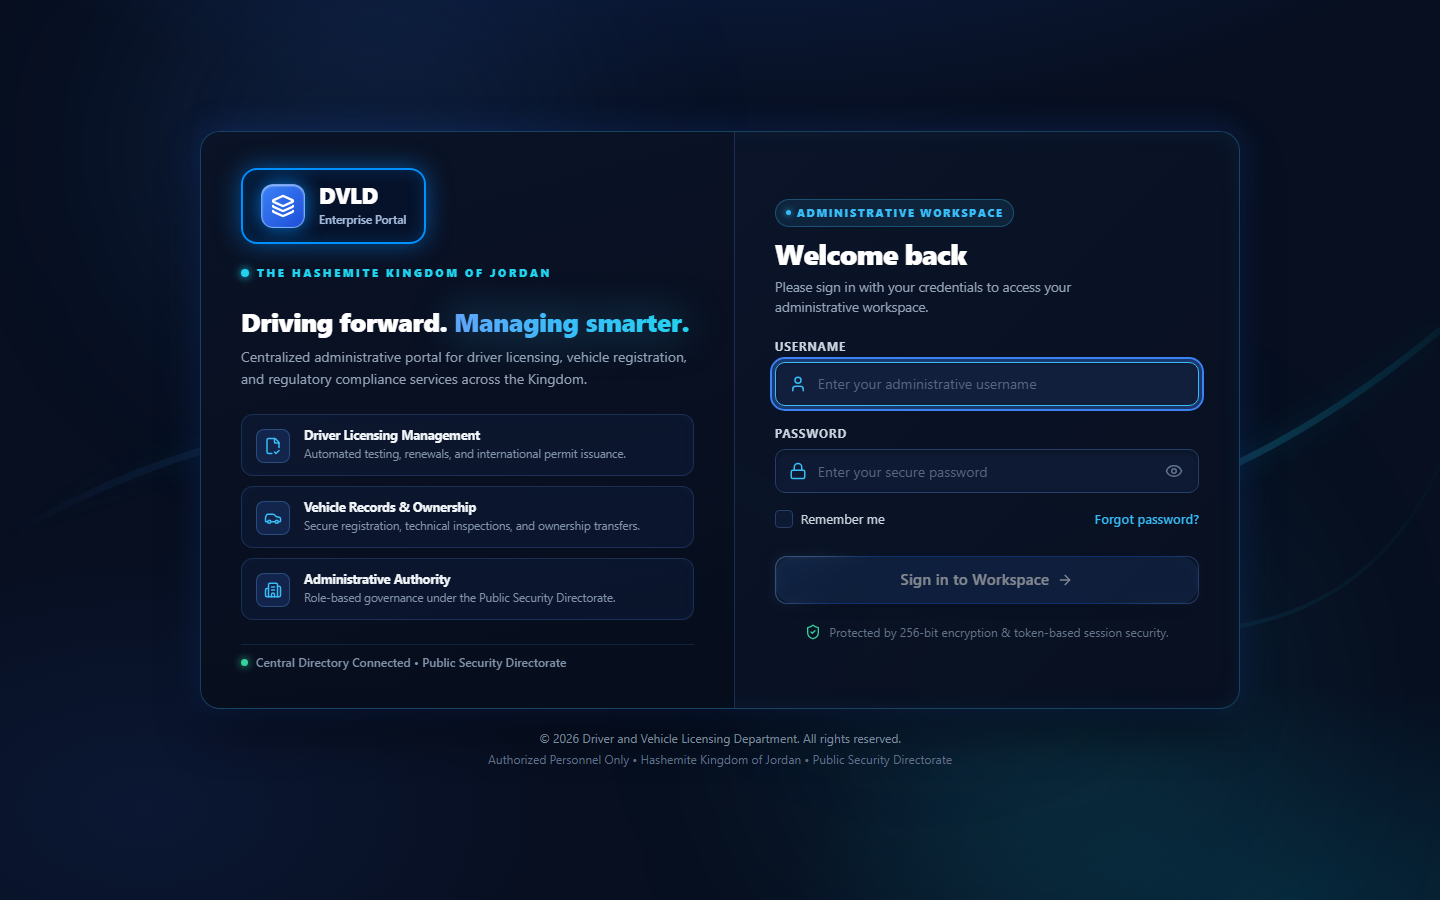 DVLD
Enterprise Portal
THE HASHEMITE KINGDOM OF JORDAN
Driving forward. Managing smarter.
Centralized administrative portal for driver licensing, vehicle registration,
and regulatory compliance services across the Kingdom.
Driver Licensing Management
Automated testing, renewals, and international permit issuance.
Vehicle Records & Ownership
Secure registration, technical inspections, and ownership transfers.
Administrative Authority
Role-based governance under the Public Security Directorate.
Central Directory Connected • Public Security Directorate
ADMINISTRATIVE WORKSPACE
Welcome back
Please sign in with your credentials to access your
administrative workspace.
USERNAME
Enter your administrative username
PASSWORD
Enter your secure password
Remember me
Forgot password?
Sign in to Workspace →
Protected by 256-bit encryption & token-based session security.
© 2026 Driver and Vehicle Licensing Department. All rights reserved.
Authorized Personnel Only • Hashemite Kingdom of Jordan • Public Security Directorate